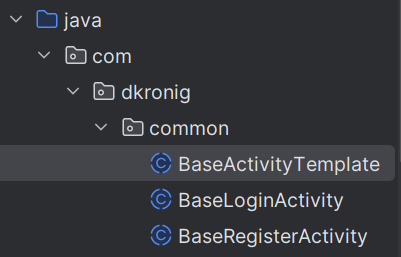 java
com
dkronig
common
BaseActivityTemplate
BaseLoginActivity
BaseRegisterActivity